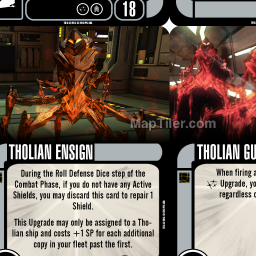 18
MapTiler.com
THOLIAN ENSIGN
During the Roll Defense Dice step of the
Combat Phase, if you do not have any Active
Shields, you may discard this card to repair 1
Shield.
This Upgrade may only be assigned to a Tho-
lian ship and costs +1 SP for each additional
copy in your fleet past the first.
THOLIAN GU
When firing a
Upgrade, yo
regardless o